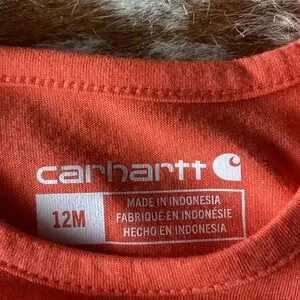 carhartt
12M
MADE IN INDONESIA
FABRIQUÉ EN INDONÉSIE
HECHO EN INDONESIA